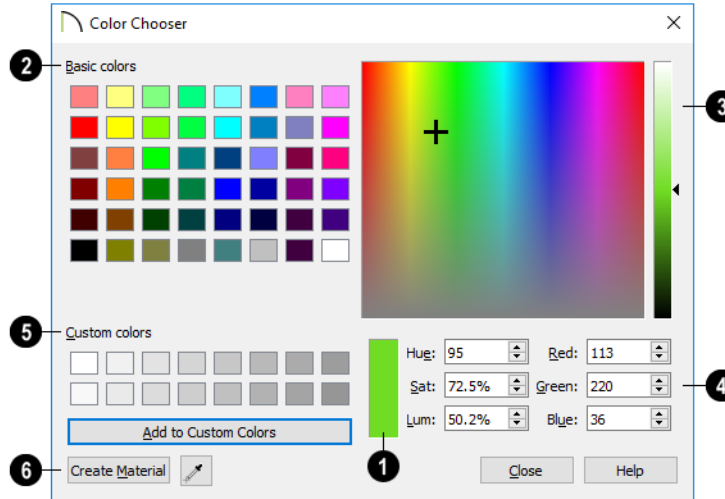 Color Chooser
2
Basic colors
3
5
Custom colors
Hue: 95 Red: 113
Sat: 72.5% Green: 220
4
Lum: 50.2% Blue: 36
Add to Custom Colors
1
6
Create Material
Close Help